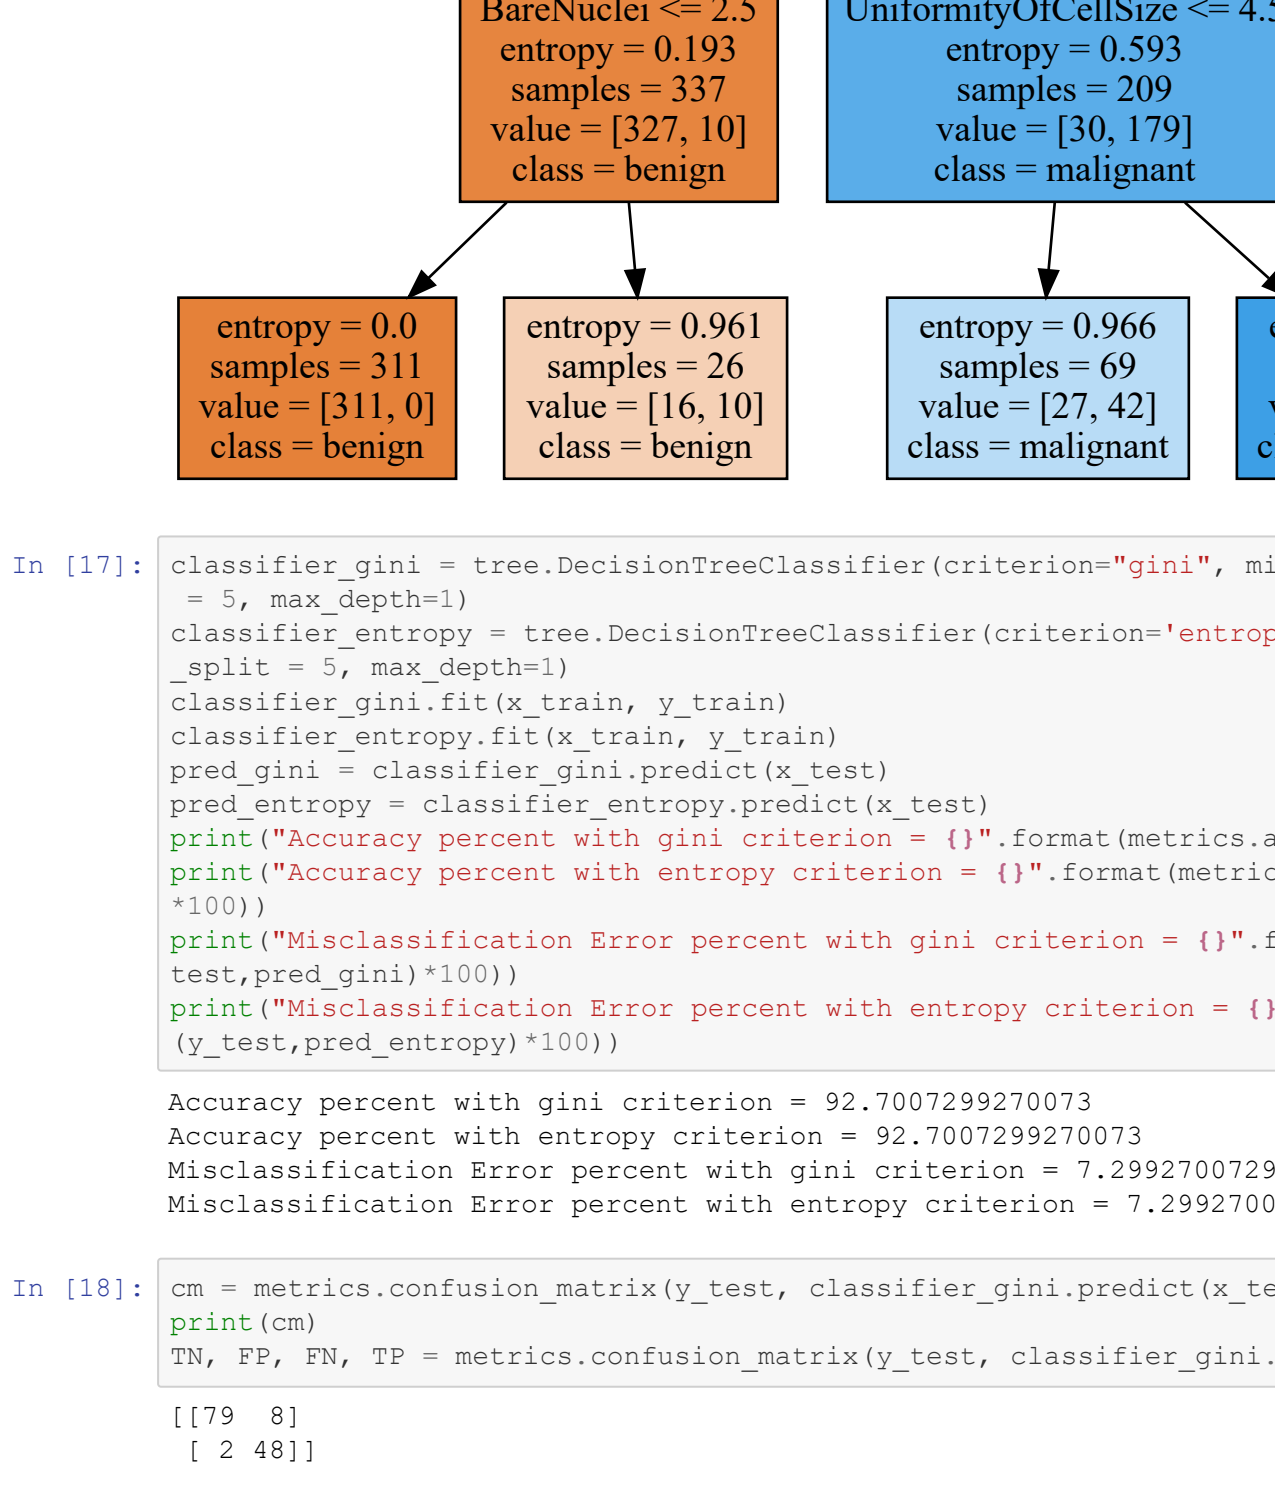 BareNuclei <= 2.5
entropy = 0.193
samples = 337
value = [327, 10]
class = benign
UniformityOfCellSize <= 4.5
entropy = 0.593
samples = 209
value = [30, 179]
class = malignant
entropy = 0.0
samples = 311
value = [311, 0]
class = benign
entropy = 0.961
samples = 26
value = [16, 10]
class = benign
entropy = 0.966
samples = 69
value = [27, 42]
class = malignant
In [17]:
classifier_gini = tree.DecisionTreeClassifier(criterion="gini", mi
= 5, max_depth=1)
classifier_entropy = tree.DecisionTreeClassifier(criterion='entrop
_split = 5, max_depth=1)
classifier_gini.fit(x_train, y_train)
classifier_entropy.fit(x_train, y_train)
pred_gini = classifier_gini.predict(x_test)
pred_entropy = classifier_entropy.predict(x_test)
print("Accuracy percent with gini criterion = {}".format(metrics.a
print("Accuracy percent with entropy criterion = {}".format(metric
*100))
print("Misclassification Error percent with gini criterion = {}".f
test,pred_gini)*100))
print("Misclassification Error percent with entropy criterion = {}
(y_test,pred_entropy)*100))
Accuracy percent with gini criterion = 92.7007299270073
Accuracy percent with entropy criterion = 92.7007299270073
Misclassification Error percent with gini criterion = 7.2992700729
Misclassification Error percent with entropy criterion = 7.2992700
In [18]:
cm = metrics.confusion_matrix(y_test, classifier_gini.predict(x_te
print(cm)
TN, FP, FN, TP = metrics.confusion_matrix(y_test, classifier_gini.
[[79  8]
 [ 2 48]]